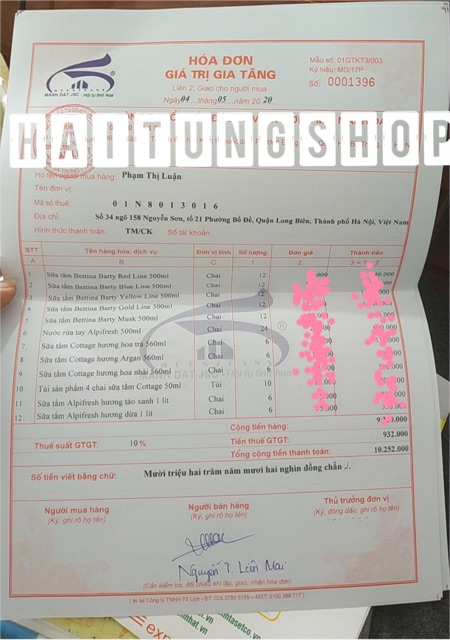 HÓA ĐƠN
GIÁ TRỊ GIA TĂNG
Liên 2: Giao cho người mua
Ngày 04 ...tháng 05 ...năm 20 20
Mẫu số: 01GTKT3/003
Ký hiệu: MD/17P
Số: 0001396
MANH DAT JSC - Hội tụ tinh hoa
HAITUNGSHOP
Họ tên người mua hàng: Phạm Thị Luận
Tên đơn vị:
Mã số thuế: 01N8013016
Địa chỉ: Số 34 ngõ 158 Nguyễn Sơn, tổ 21 Phường Bồ Đề, Quận Long Biên, Thành phố Hà Nội, Việt Nam
Hình thức thanh toán: TM/CK Số tài khoản:
STT Tên hàng hóa, dịch vụ Đơn vị tính Số lượng Đơn giá Thành tiền
A B C 1 2
1 Sữa tắm Bettina Barty Red Line 500ml Chai 12
2 Sữa tắm Bettina Barty Blue Line 500ml Chai 12
3 Sữa tắm Bettina Barty Yellow Line 500ml Chai 12
4 Sữa tắm Bettina Barty Gold Line 500ml Chai 12
5 Sữa tắm Bettina Barty Musk 500ml Chai 12
6 Nước rửa tay Alpifresh 500ml Chai 24
7 Sữa tắm Cottage hương hoa trà 560ml Chai 6
8 Sữa tắm Cottage hương Argan 560ml Chai 6
9 Sữa tắm Cottage hương hoa nhài 560ml Chai 6
10 Túi sản phẩm 4 chai sữa tắm Cottage 50ml Túi 10
11 Sữa tắm Alpifresh hương táo xanh 1 lit Chai 6
12 Sữa tắm Alpifresh hương dừa 1 lit Chai 6
Cộng tiền hàng:
Thuế suất GTGT: 10 % Tiền thuế GTGT: 932.000
Tổng cộng tiền thanh toán: 10.252.000
Số tiền viết bằng chữ: Mười triệu hai trăm năm mươi hai nghìn đồng chẵn ./.
Người mua hàng Người bán hàng Thủ trưởng đơn vị
(Ký, ghi rõ họ tên) (Ký, ghi rõ họ tên) (Ký, đóng dấu, ghi rõ họ tên)
Nguyễn T. Liên Mai
(Cần kiểm tra, đối chiếu khi lập, giao, nhận hóa đơn)